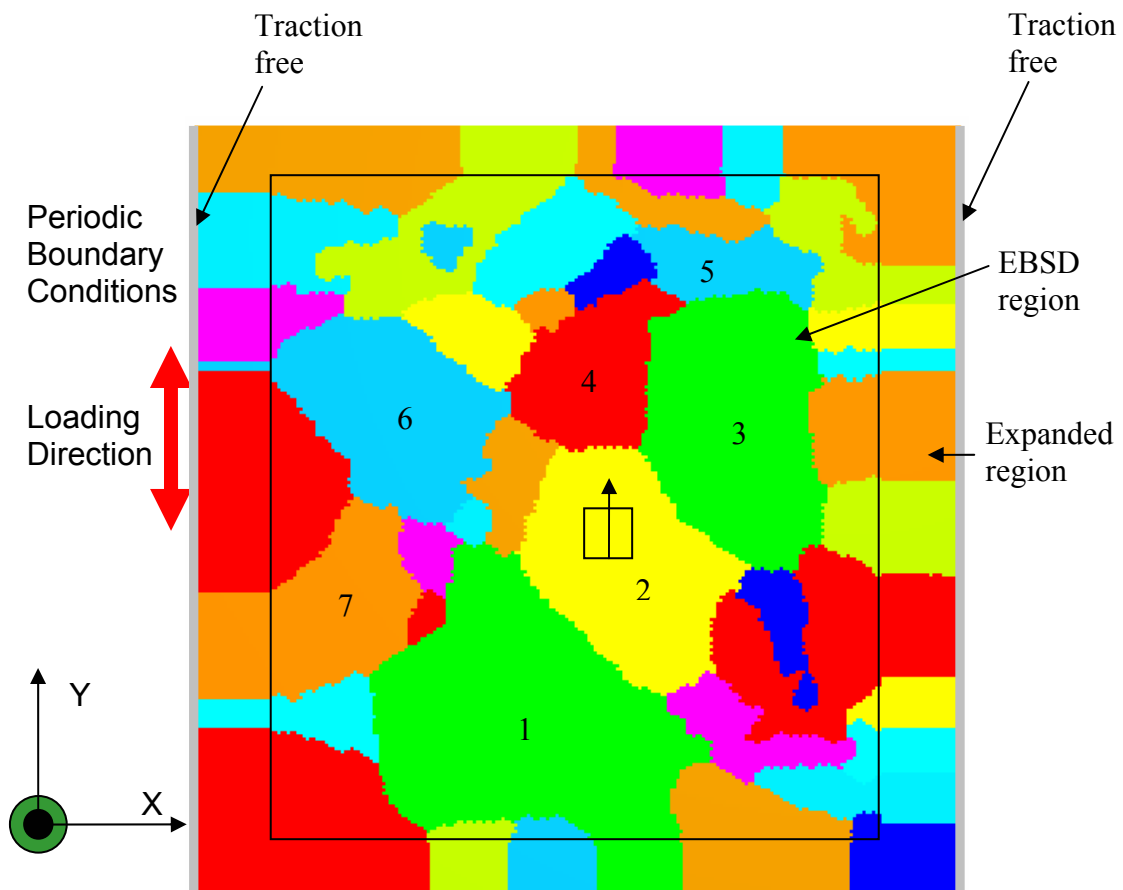 Traction
free
Traction
free
Periodic
Boundary
Conditions
EBSD
region
5
4
6
3
Loading
Direction
Expanded
region
2
7
Y
1
X